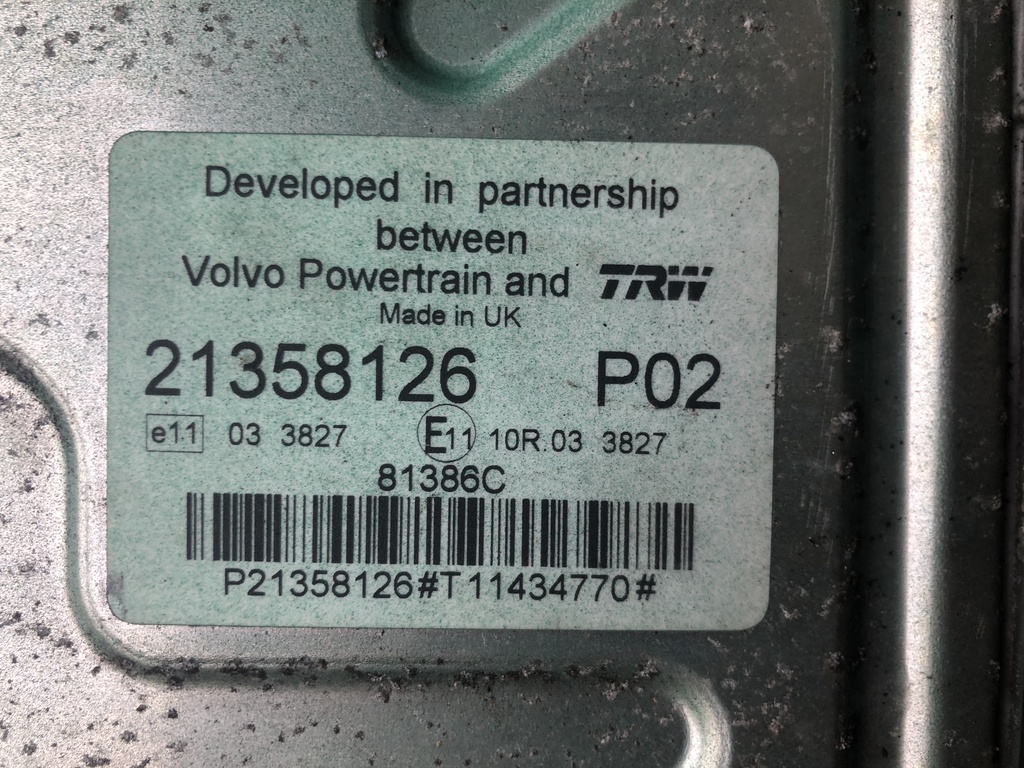 Developed in partnership
between
Volvo Powertrain and TRW
Made in UK
21358126 P02
e11 03 3827 E11 10R.03 3827
81386C
P21358126#T11434770#